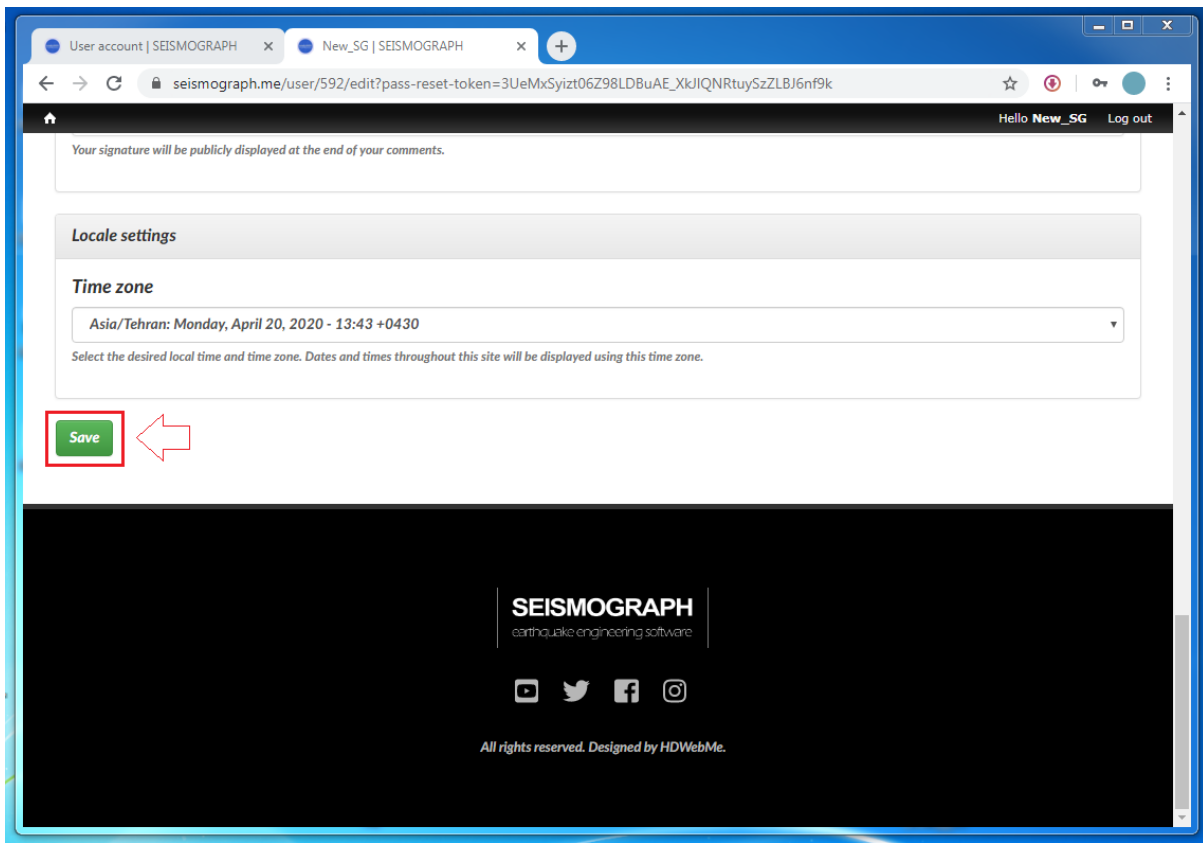 User account | SEISMOGRAPH
New_SG | SEISMOGRAPH
seismograph.me/user/592/edit?pass-reset-token=3UeMxSyizt06Z98LDBuAE_XkJIQNRtuySzZLBJ6nf9k
Hello New_SG Log out
Your signature will be publicly displayed at the end of your comments.
Locale settings
Time zone
Asia/Tehran: Monday, April 20, 2020 - 13:43 +0430
Select the desired local time and time zone. Dates and times throughout this site will be displayed using this time zone.
Save
SEISMOGRAPH
earthquake engineering software
All rights reserved. Designed by HDWebMe.